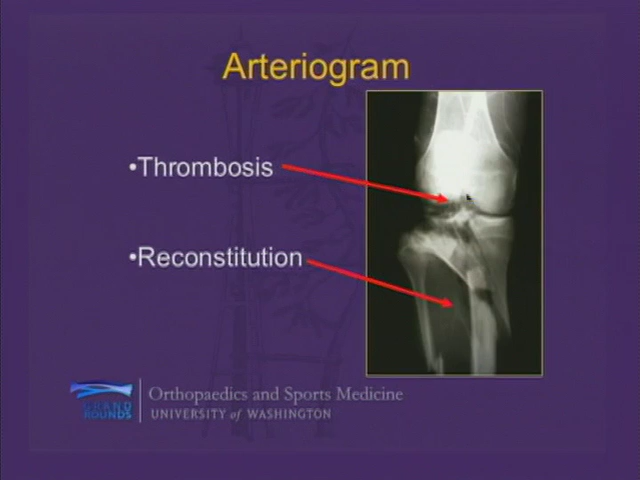 Arteriogram
•Thrombosis
•Reconstitution
GRAND
ROUNDS
Orthopaedics and Sports Medicine
UNIVERSITY of WASHINGTON